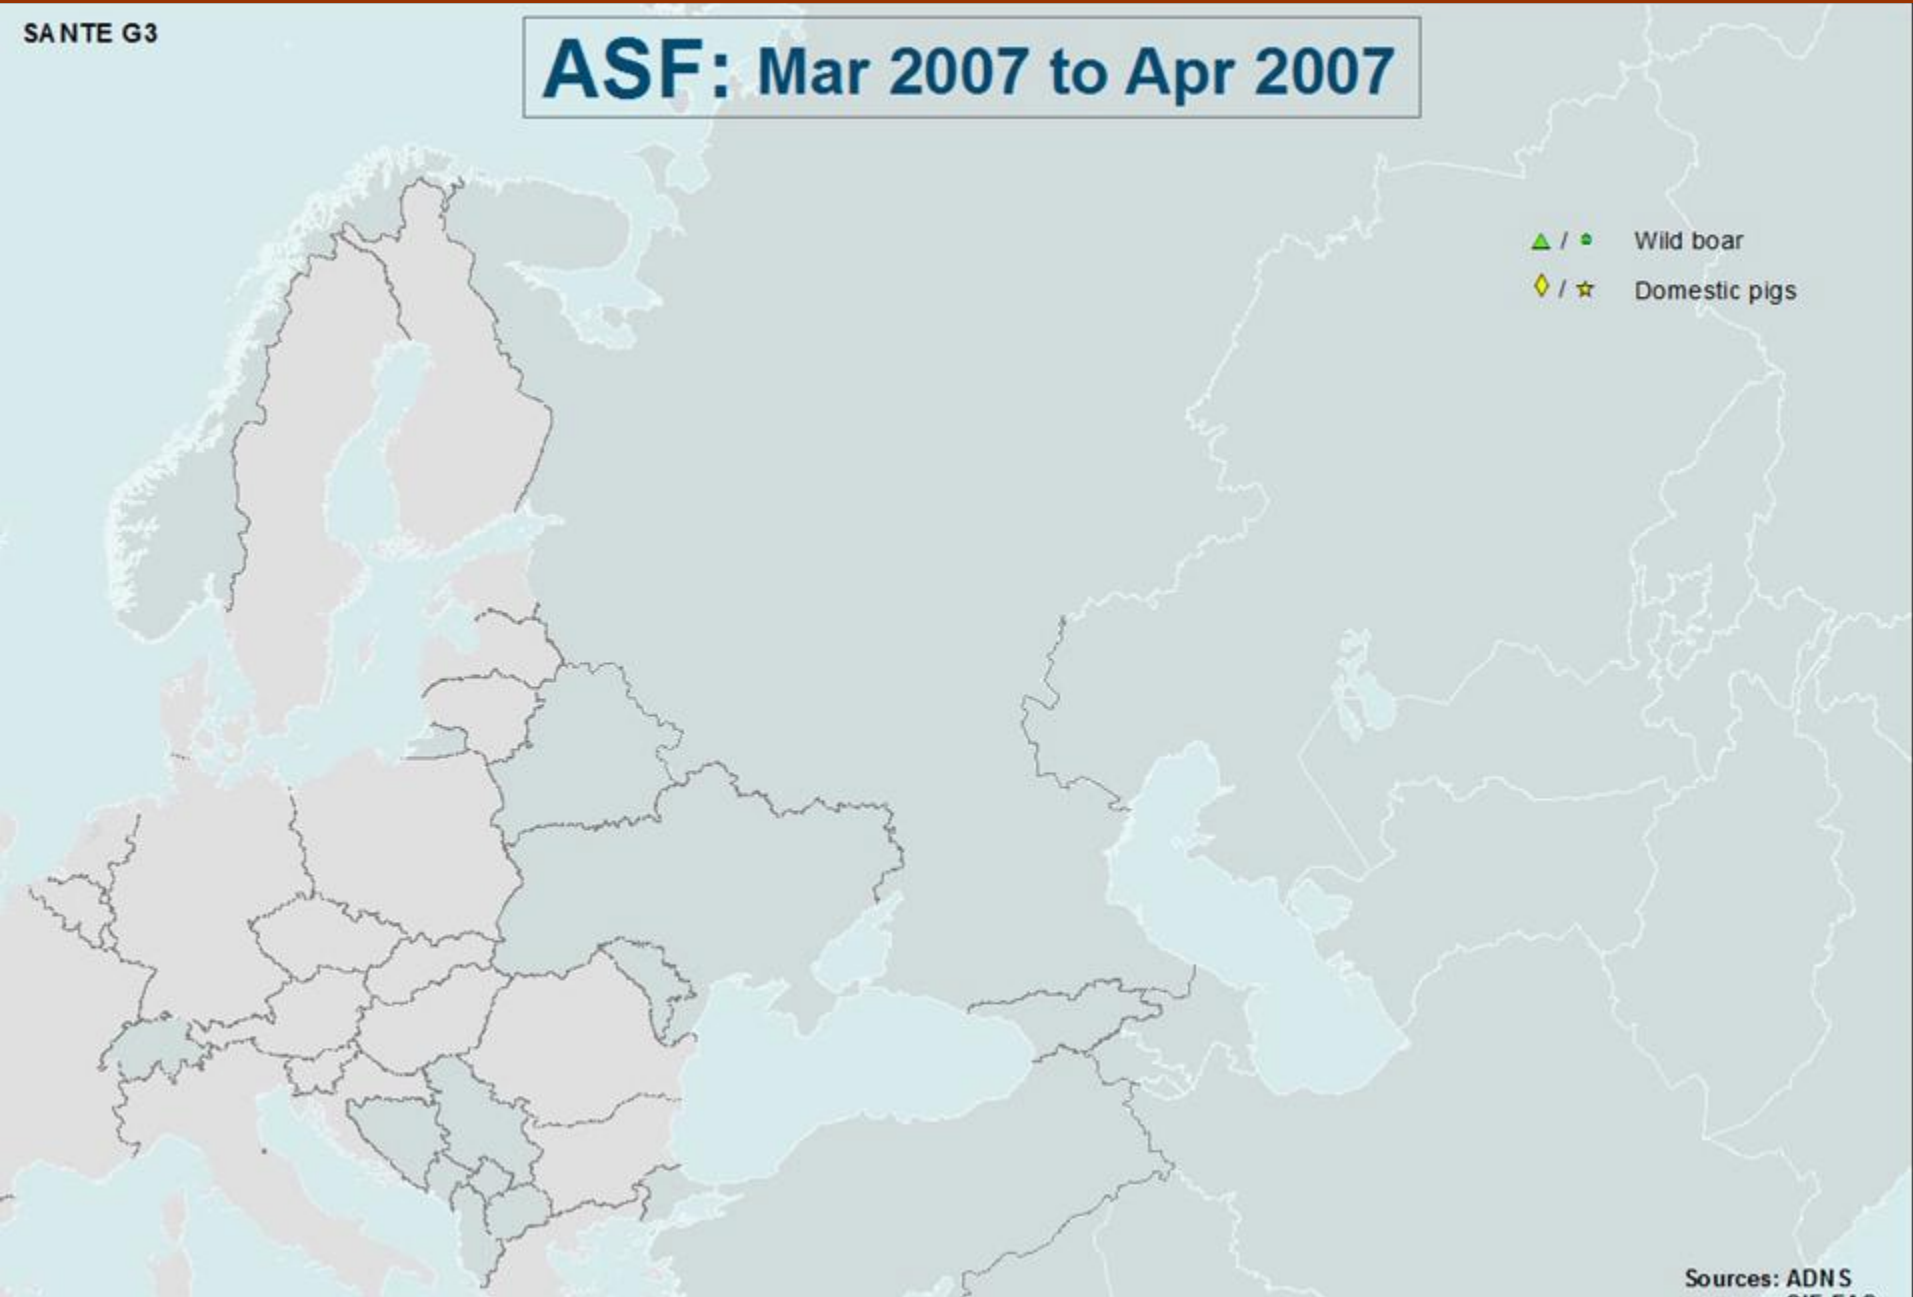 SANTE G3
ASF: Mar 2007 to Apr 2007
/ Wild boar
/ Domestic pigs
Sources: ADNS